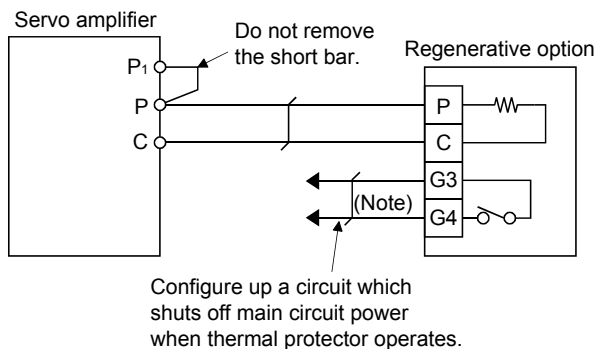 Servo amplifier
Do not remove
the short bar.
Regenerative option
P1
P
C
P
C
G3
G4
(Note)
Configure up a circuit which
shuts off main circuit power
when thermal protector operates.